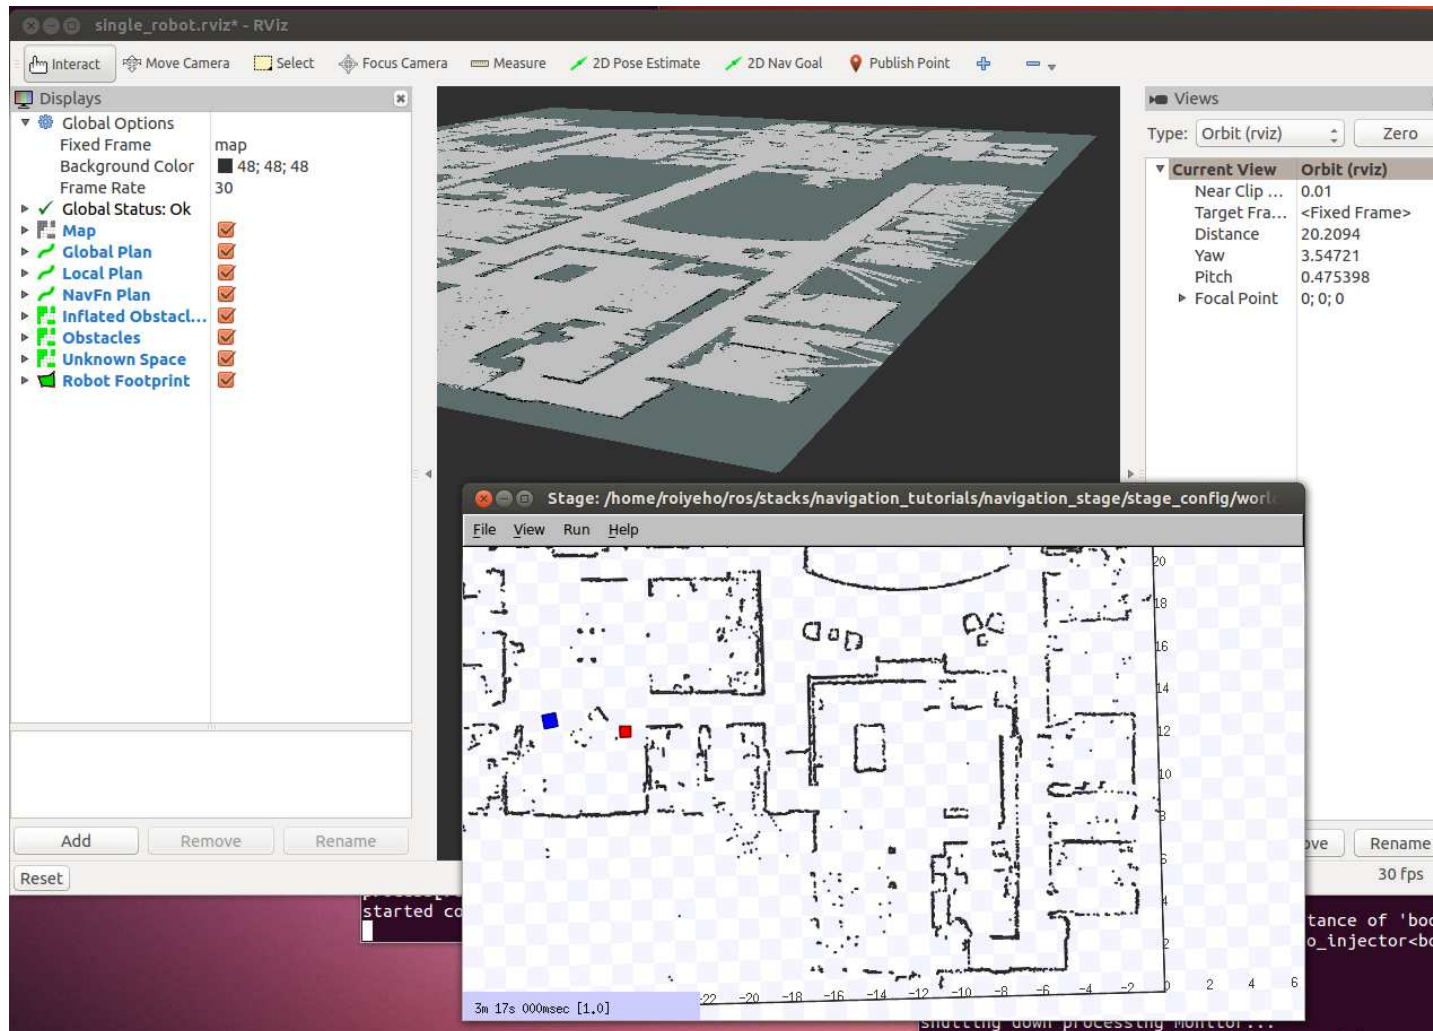 single_robot.rviz* - RViz
Interact Move Camera Select Focus Camera Measure 2D Pose Estimate 2D Nav Goal Publish Point
Displays
Global Options
Fixed Frame map
Background Color 48; 48; 48
Frame Rate 30
Global Status: Ok
Map
Global Plan
Local Plan
NavFn Plan
Inflated Obstacl...
Obstacles
Unknown Space
Robot Footprint
Add Remove Rename
Reset
Views
Type: Orbit (rviz) Zero
Current View Orbit (rviz)
Near Clip ... 0.01
Target Fra... <Fixed Frame>
Distance 20.2094
Yaw 3.54721
Pitch 0.475398
Focal Point 0; 0; 0
Rename
30 fps
Stage: /home/roiyeho/ros/stacks/navigation_tutorials/navigation_stage/stage_config/worl
File View Run Help
20
18
16
14
12
10
8
6
4
2
-22 -20 -18 -16 -14 -12 -10 -8 -6 -4 -2 0 2 4 6
3m 17s 000msec [1.0]
started co
tance of 'boo
o_injector<bo
shutting down processing monitor...